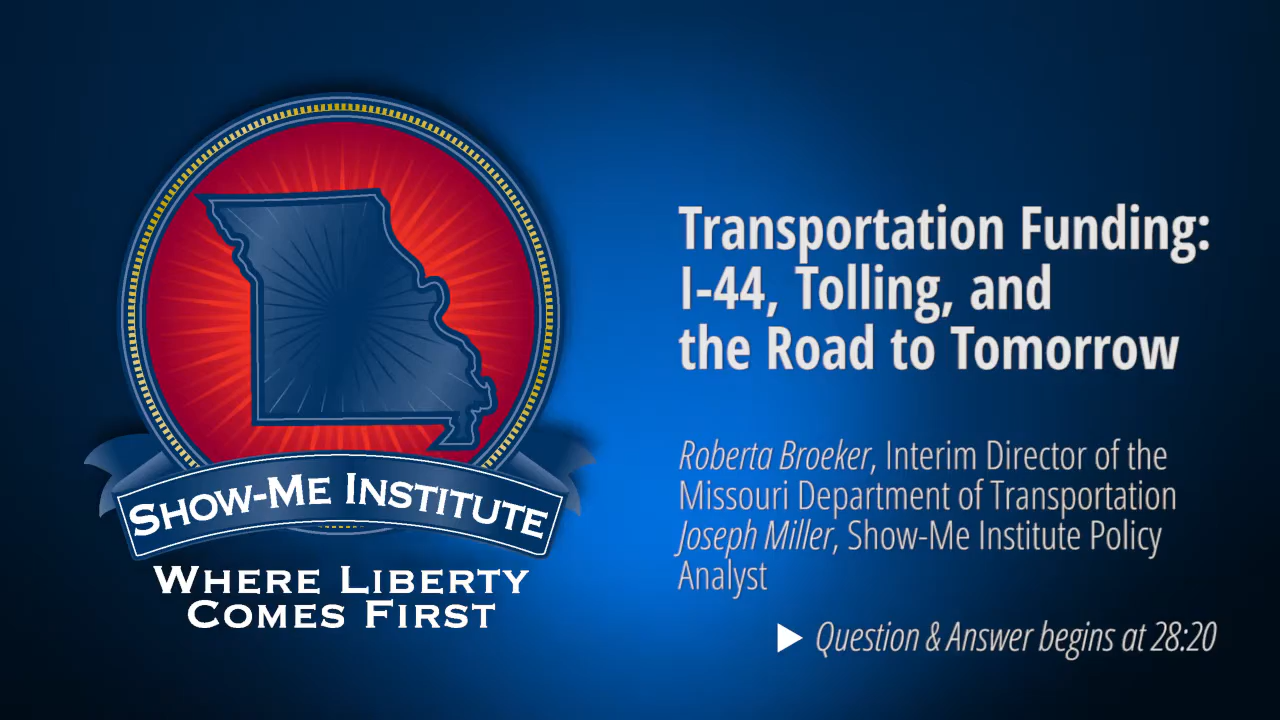 SHOW-ME INSTITUTE
WHERE LIBERTY
COMES FIRST
Transportation Funding:
I-44, Tolling, and
the Road to Tomorrow
Roberta Broeker, Interim Director of the
Missouri Department of Transportation
Joseph Miller, Show-Me Institute Policy
Analyst
Question & Answer begins at 28:20